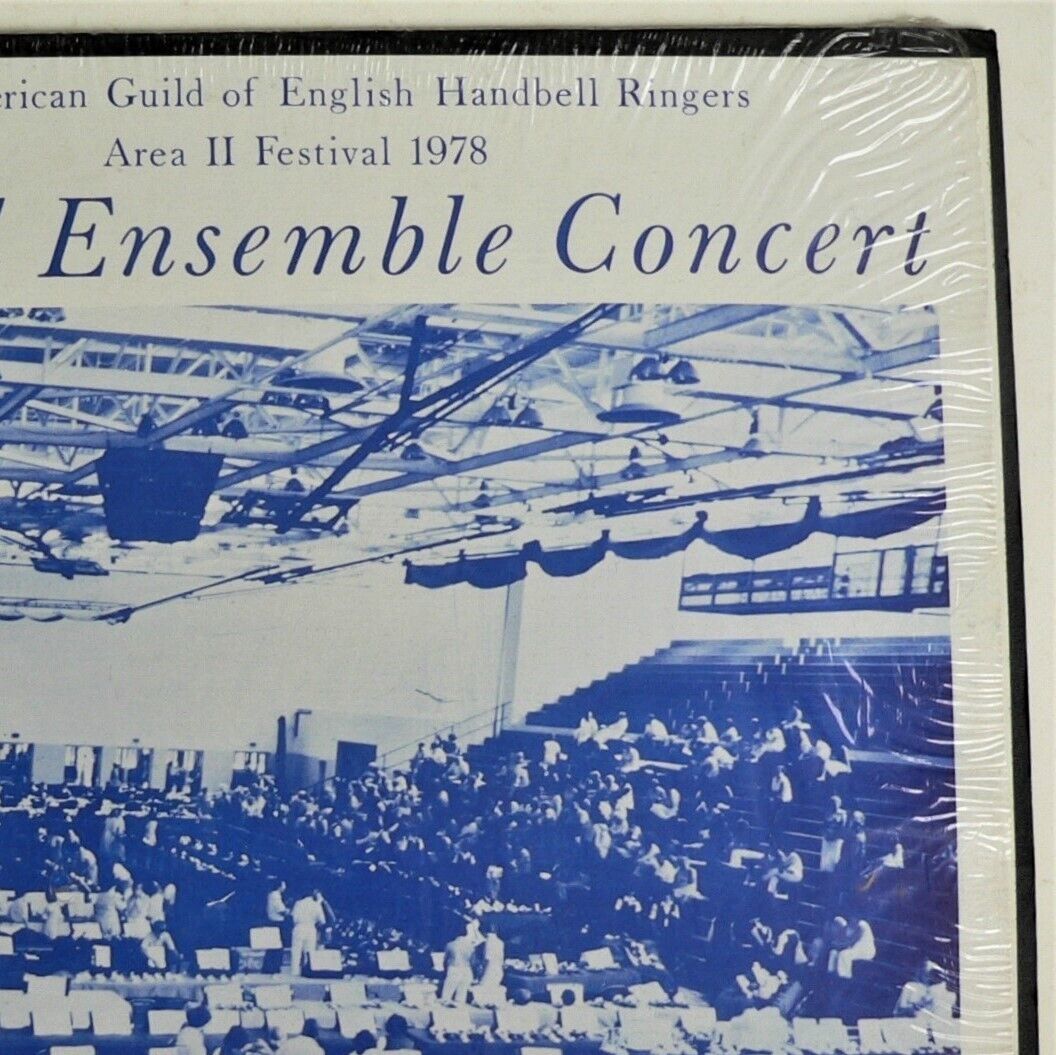 erican Guild of English Handbell Ringers
Area II Festival 1978
Ensemble Concert